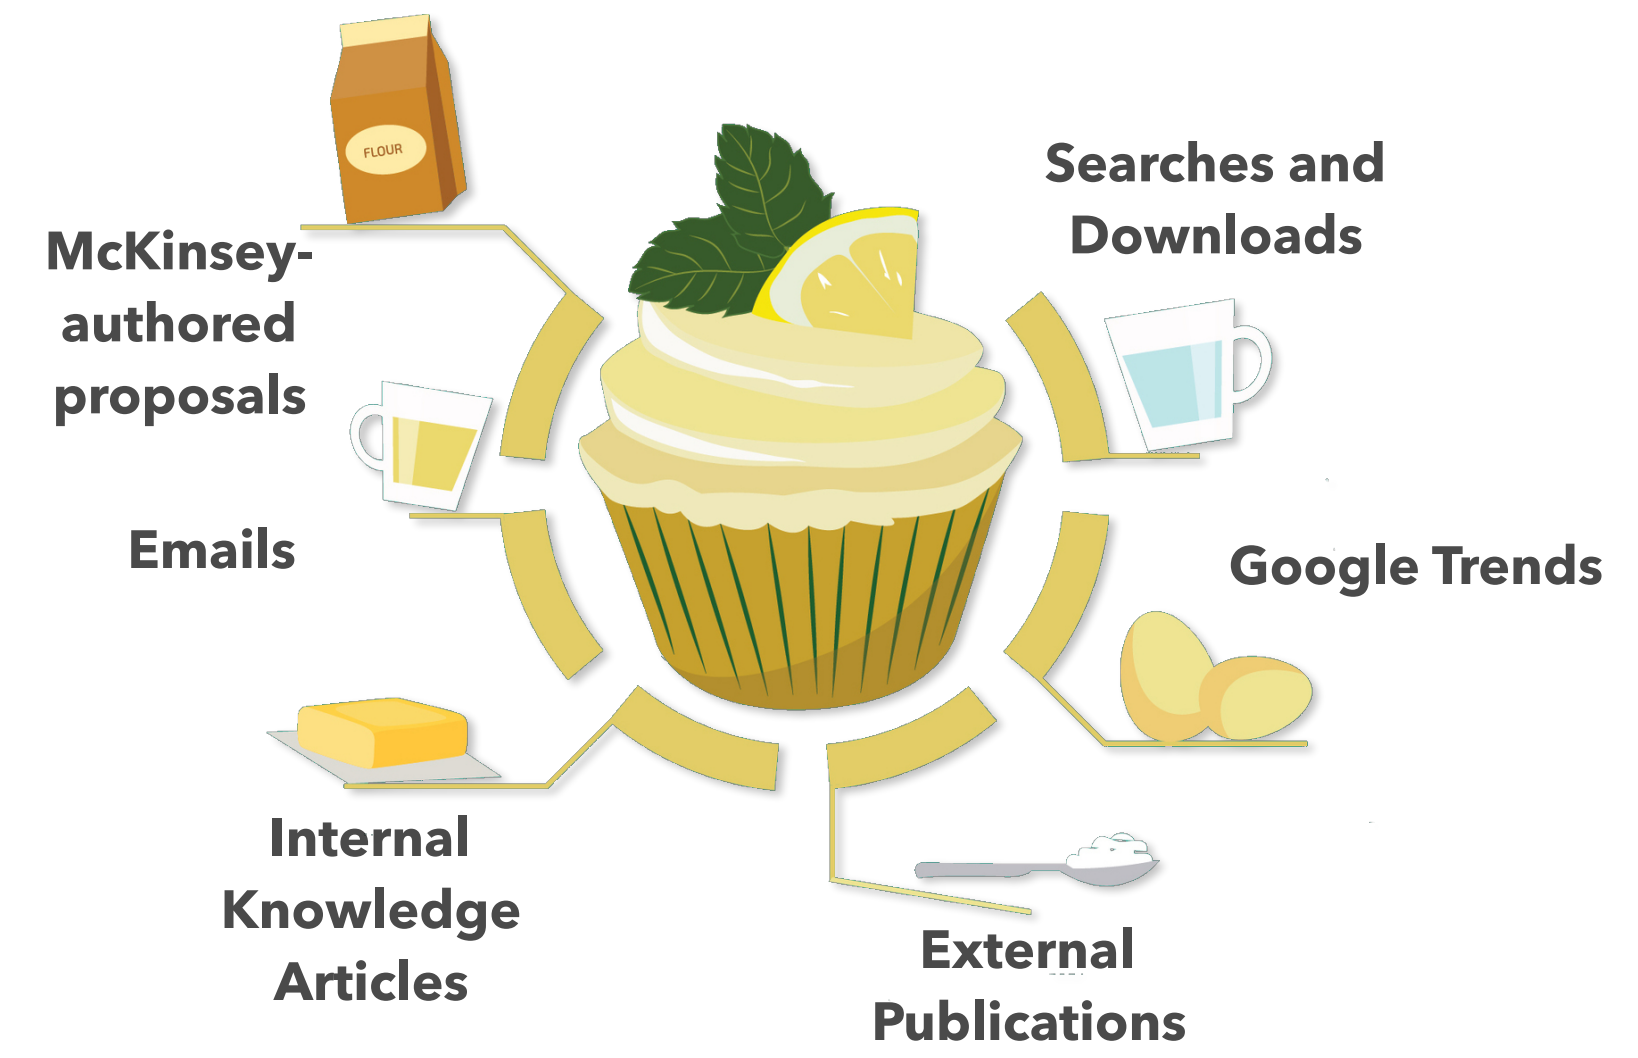 FLOUR
McKinsey-
authored
proposals
Searches and
Downloads
Emails
Google Trends
Internal
Knowledge
Articles
External
Publications